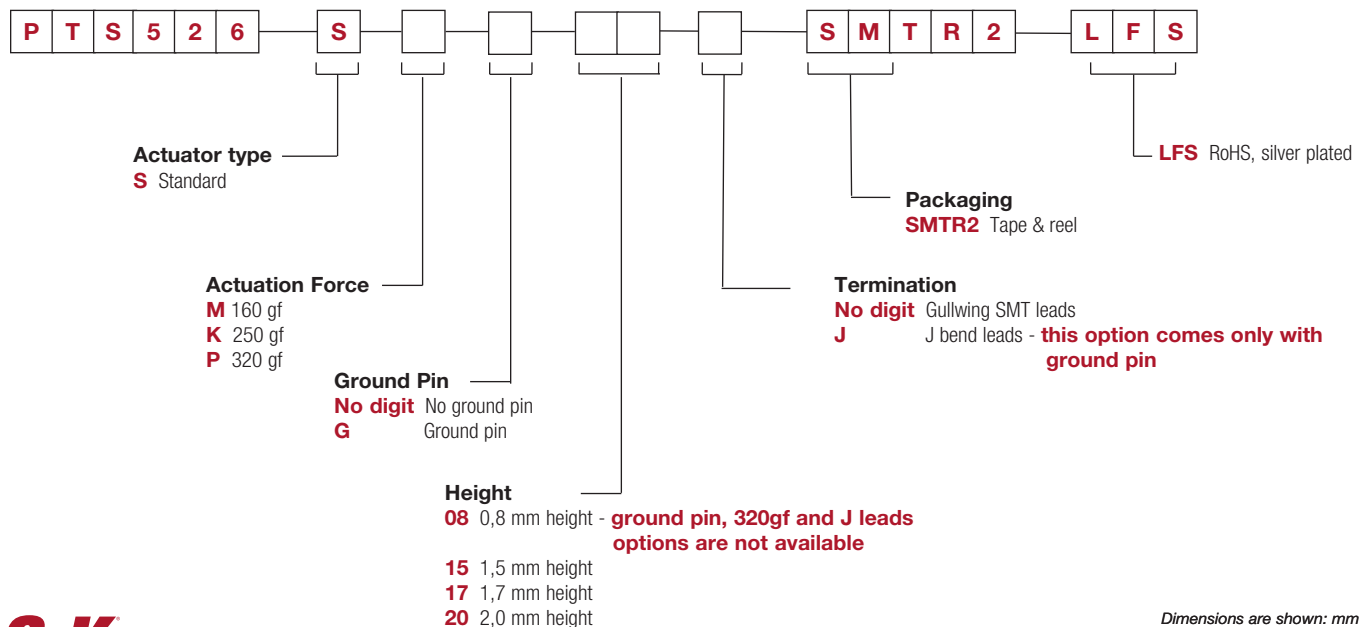 P T S 5 2 6 S S M T R 2 L F S
Actuator type
S Standard
LFS RoHS, silver plated
Packaging
SMTR2 Tape & reel
Actuation Force
M 160 gf
K 250 gf
P 320 gf
Termination
No digit Gullwing SMT leads
J J bend leads - this option comes only with
ground pin
Ground Pin
No digit No ground pin
G Ground pin
Height
08 0,8 mm height - ground pin, 320gf and J leads
options are not available
15 1,5 mm height
17 1,7 mm height
20 2,0 mm height
Dimensions are shown: mm